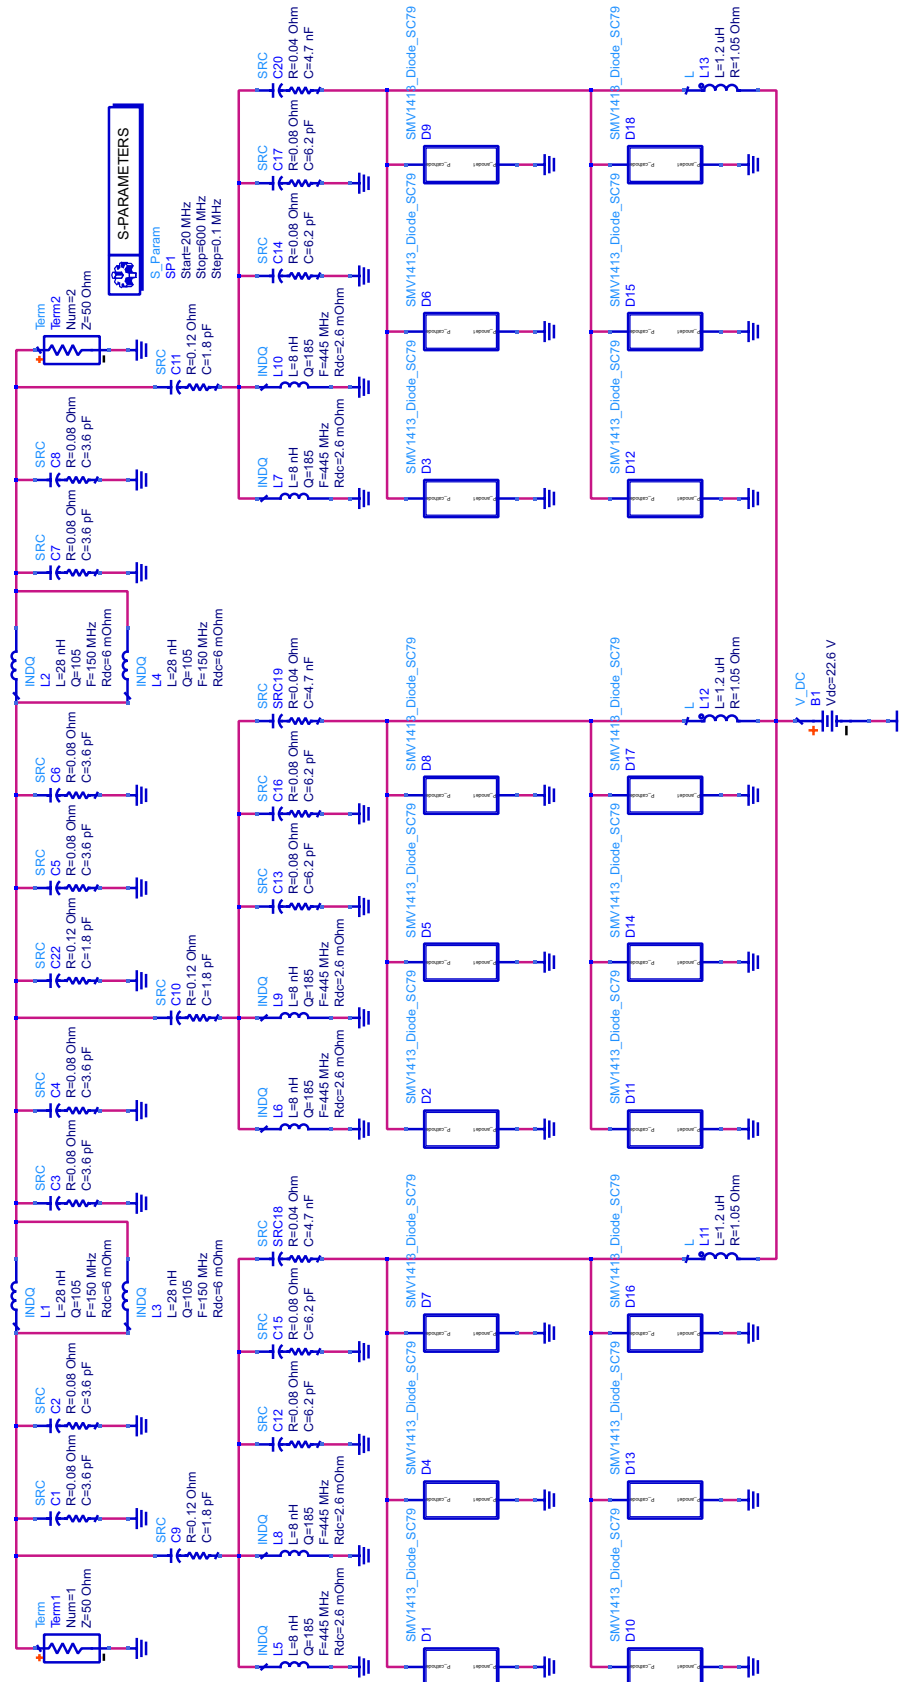 Term
Term1
Num=1
Z=50 Ohm
SRC
C1
R=0.08 Ohm
C=3.6 pF
SRC
C2
R=0.08 Ohm
C=3.6 pF
INDQ
L1
L=28 nH
Q=105
F=150 MHz
Rdc=6 mOhm
INDQ
L3
L=28 nH
Q=105
F=150 MHz
Rdc=6 mOhm
SRC
C3
R=0.08 Ohm
C=3.6 pF
SRC
C4
R=0.08 Ohm
C=3.6 pF
SRC
C22
R=0.12 Ohm
C=1.8 pF
SRC
C5
R=0.08 Ohm
C=3.6 pF
SRC
C6
R=0.08 Ohm
C=3.6 pF
INDQ
L2
L=28 nH
Q=105
F=150 MHz
Rdc=6 mOhm
INDQ
L4
L=28 nH
Q=105
F=150 MHz
Rdc=6 mOhm
SRC
C7
R=0.08 Ohm
C=3.6 pF
SRC
C8
R=0.08 Ohm
C=3.6 pF
Term
Term2
Num=2
Z=50 Ohm
S-PARAMETERS
S_Param
SP1
Start=20 MHz
Stop=600 MHz
Step=0.1 MHz
SRC
C9
R=0.12 Ohm
C=1.8 pF
SRC
C10
R=0.12 Ohm
C=1.8 pF
SRC
C11
R=0.12 Ohm
C=1.8 pF
INDQ
L5
L=8 nH
Q=185
F=445 MHz
Rdc=2.6 mOhm
INDQ
L8
L=8 nH
Q=185
F=445 MHz
Rdc=2.6 mOhm
SRC
C12
R=0.08 Ohm
C=6.2 pF
SRC
C15
R=0.08 Ohm
C=6.2 pF
SRC
SRC18
R=0.04 Ohm
C=4.7 nF
INDQ
L6
L=8 nH
Q=185
F=445 MHz
Rdc=2.6 mOhm
INDQ
L9
L=8 nH
Q=185
F=445 MHz
Rdc=2.6 mOhm
SRC
C13
R=0.08 Ohm
C=6.2 pF
SRC
C16
R=0.08 Ohm
C=6.2 pF
SRC
SRC19
R=0.04 Ohm
C=4.7 nF
INDQ
L7
L=8 nH
Q=185
F=445 MHz
Rdc=2.6 mOhm
INDQ
L10
L=8 nH
Q=185
F=445 MHz
Rdc=2.6 mOhm
SRC
C14
R=0.08 Ohm
C=6.2 pF
SRC
C17
R=0.08 Ohm
C=6.2 pF
SRC
C20
R=0.04 Ohm
C=4.7 nF
SMV1413_Diode_SC79
D1
SMV1413_Diode_SC79
D4
SMV1413_Diode_SC79
D7
SMV1413_Diode_SC79
D2
SMV1413_Diode_SC79
D5
SMV1413_Diode_SC79
D8
SMV1413_Diode_SC79
D3
SMV1413_Diode_SC79
D6
SMV1413_Diode_SC79
D9
SMV1413_Diode_SC79
D10
SMV1413_Diode_SC79
D13
SMV1413_Diode_SC79
D16
SMV1413_Diode_SC79
D11
SMV1413_Diode_SC79
D14
SMV1413_Diode_SC79
D17
SMV1413_Diode_SC79
D12
SMV1413_Diode_SC79
D15
SMV1413_Diode_SC79
D18
L
L11
L=1.2 uH
R=1.05 Ohm
L
L12
L=1.2 uH
R=1.05 Ohm
L
L13
L=1.2 uH
R=1.05 Ohm
V_DC
B1
Vdc=22.6 V